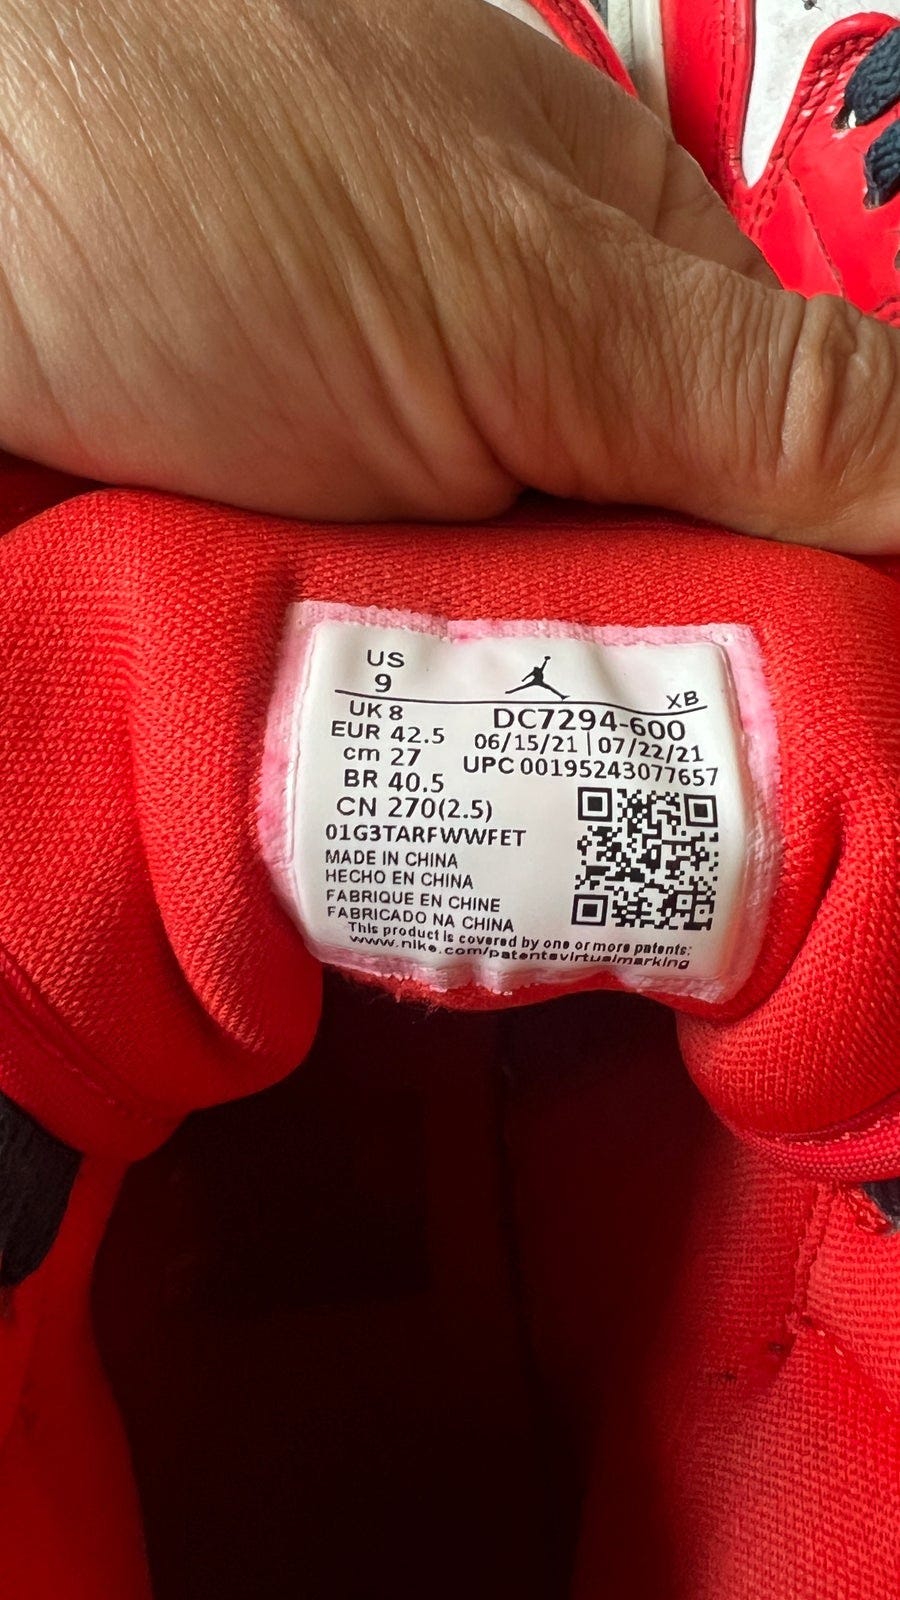 US
9
XB
UK 8
DC7294-600
EUR 42.5
06/15/21 | 07/22/21
cm 27
UPC 00195243077657
BR 40.5
CN 270(2.5)
01G3TARFWWFET
MADE IN CHINA
HECHO EN CHINA
FABRIQUE EN CHINE
FABRICADO NA CHINA
This product is covered by one or more patents:
www.nike.com/patentsvirtualmarking